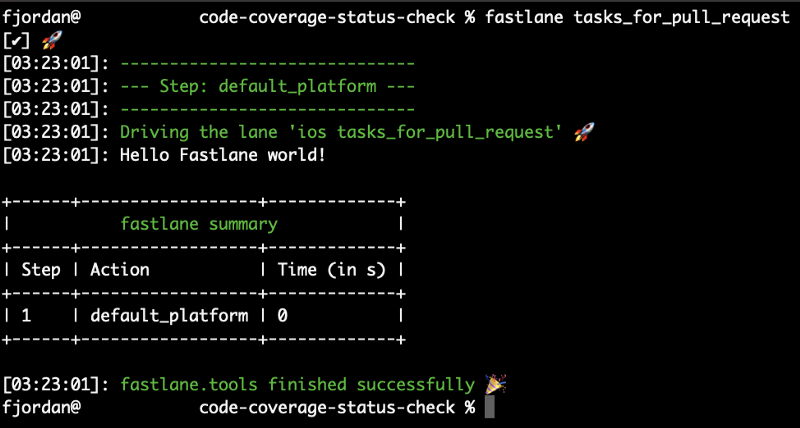 fjordan@ code-coverage-status-check % fastlane tasks_for_pull_request
[✔] 🚀
[03:23:01]: ------------------------------
[03:23:01]: --- Step: default_platform ---
[03:23:01]: ------------------------------
[03:23:01]: Driving the lane 'ios tasks_for_pull_request' 🚀
[03:23:01]: Hello Fastlane world!
+------+------------------+-------------+
|           fastlane summary            |
+------+------------------+-------------+
| Step | Action           | Time (in s) |
+------+------------------+-------------+
| 1    | default_platform | 0           |
+------+------------------+-------------+
[03:23:01]: fastlane.tools finished successfully 🎉
fjordan@ code-coverage-status-check %